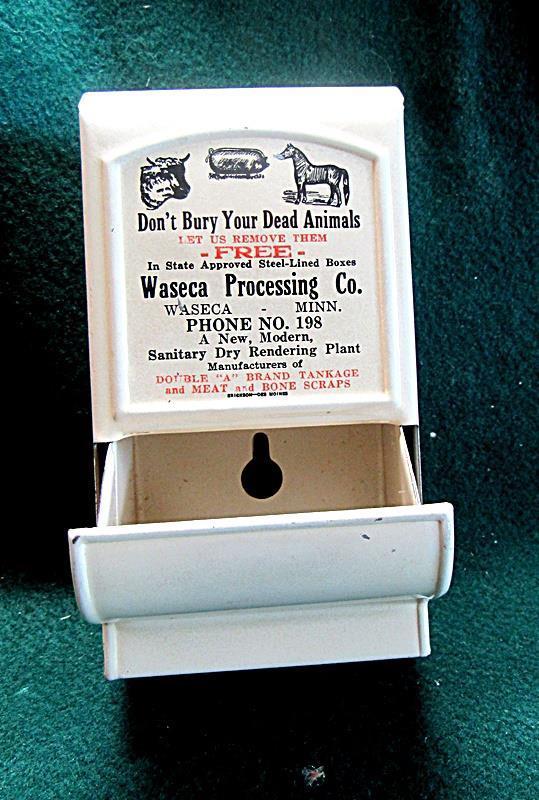 Don't Bury Your Dead Animals
LET US REMOVE THEM
- FREE -
In State Approved Steel-Lined Boxes
Waseca Processing Co.
WASECA - MINN.
PHONE NO. 198
A New, Modern,
Sanitary Dry Rendering Plant
Manufacturers of
DOUBLE "A" BRAND TANKAGE
and MEAT and BONE SCRAPS
ERICKSON—DES MOINES